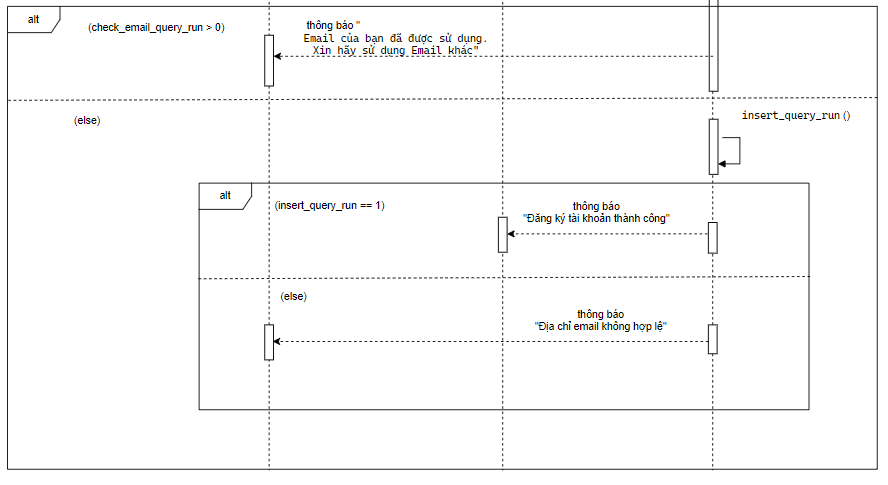 alt
(check_email_query_run > 0)
thông báo "
Email của bạn đã được sử dụng.
Xin hãy sử dụng Email khác"
(else)
insert_query_run ()
alt
(insert_query_run == 1)
thông báo
"Đăng ký tài khoản thành công"
(else)
thông báo
"Địa chỉ email không hợp lệ"